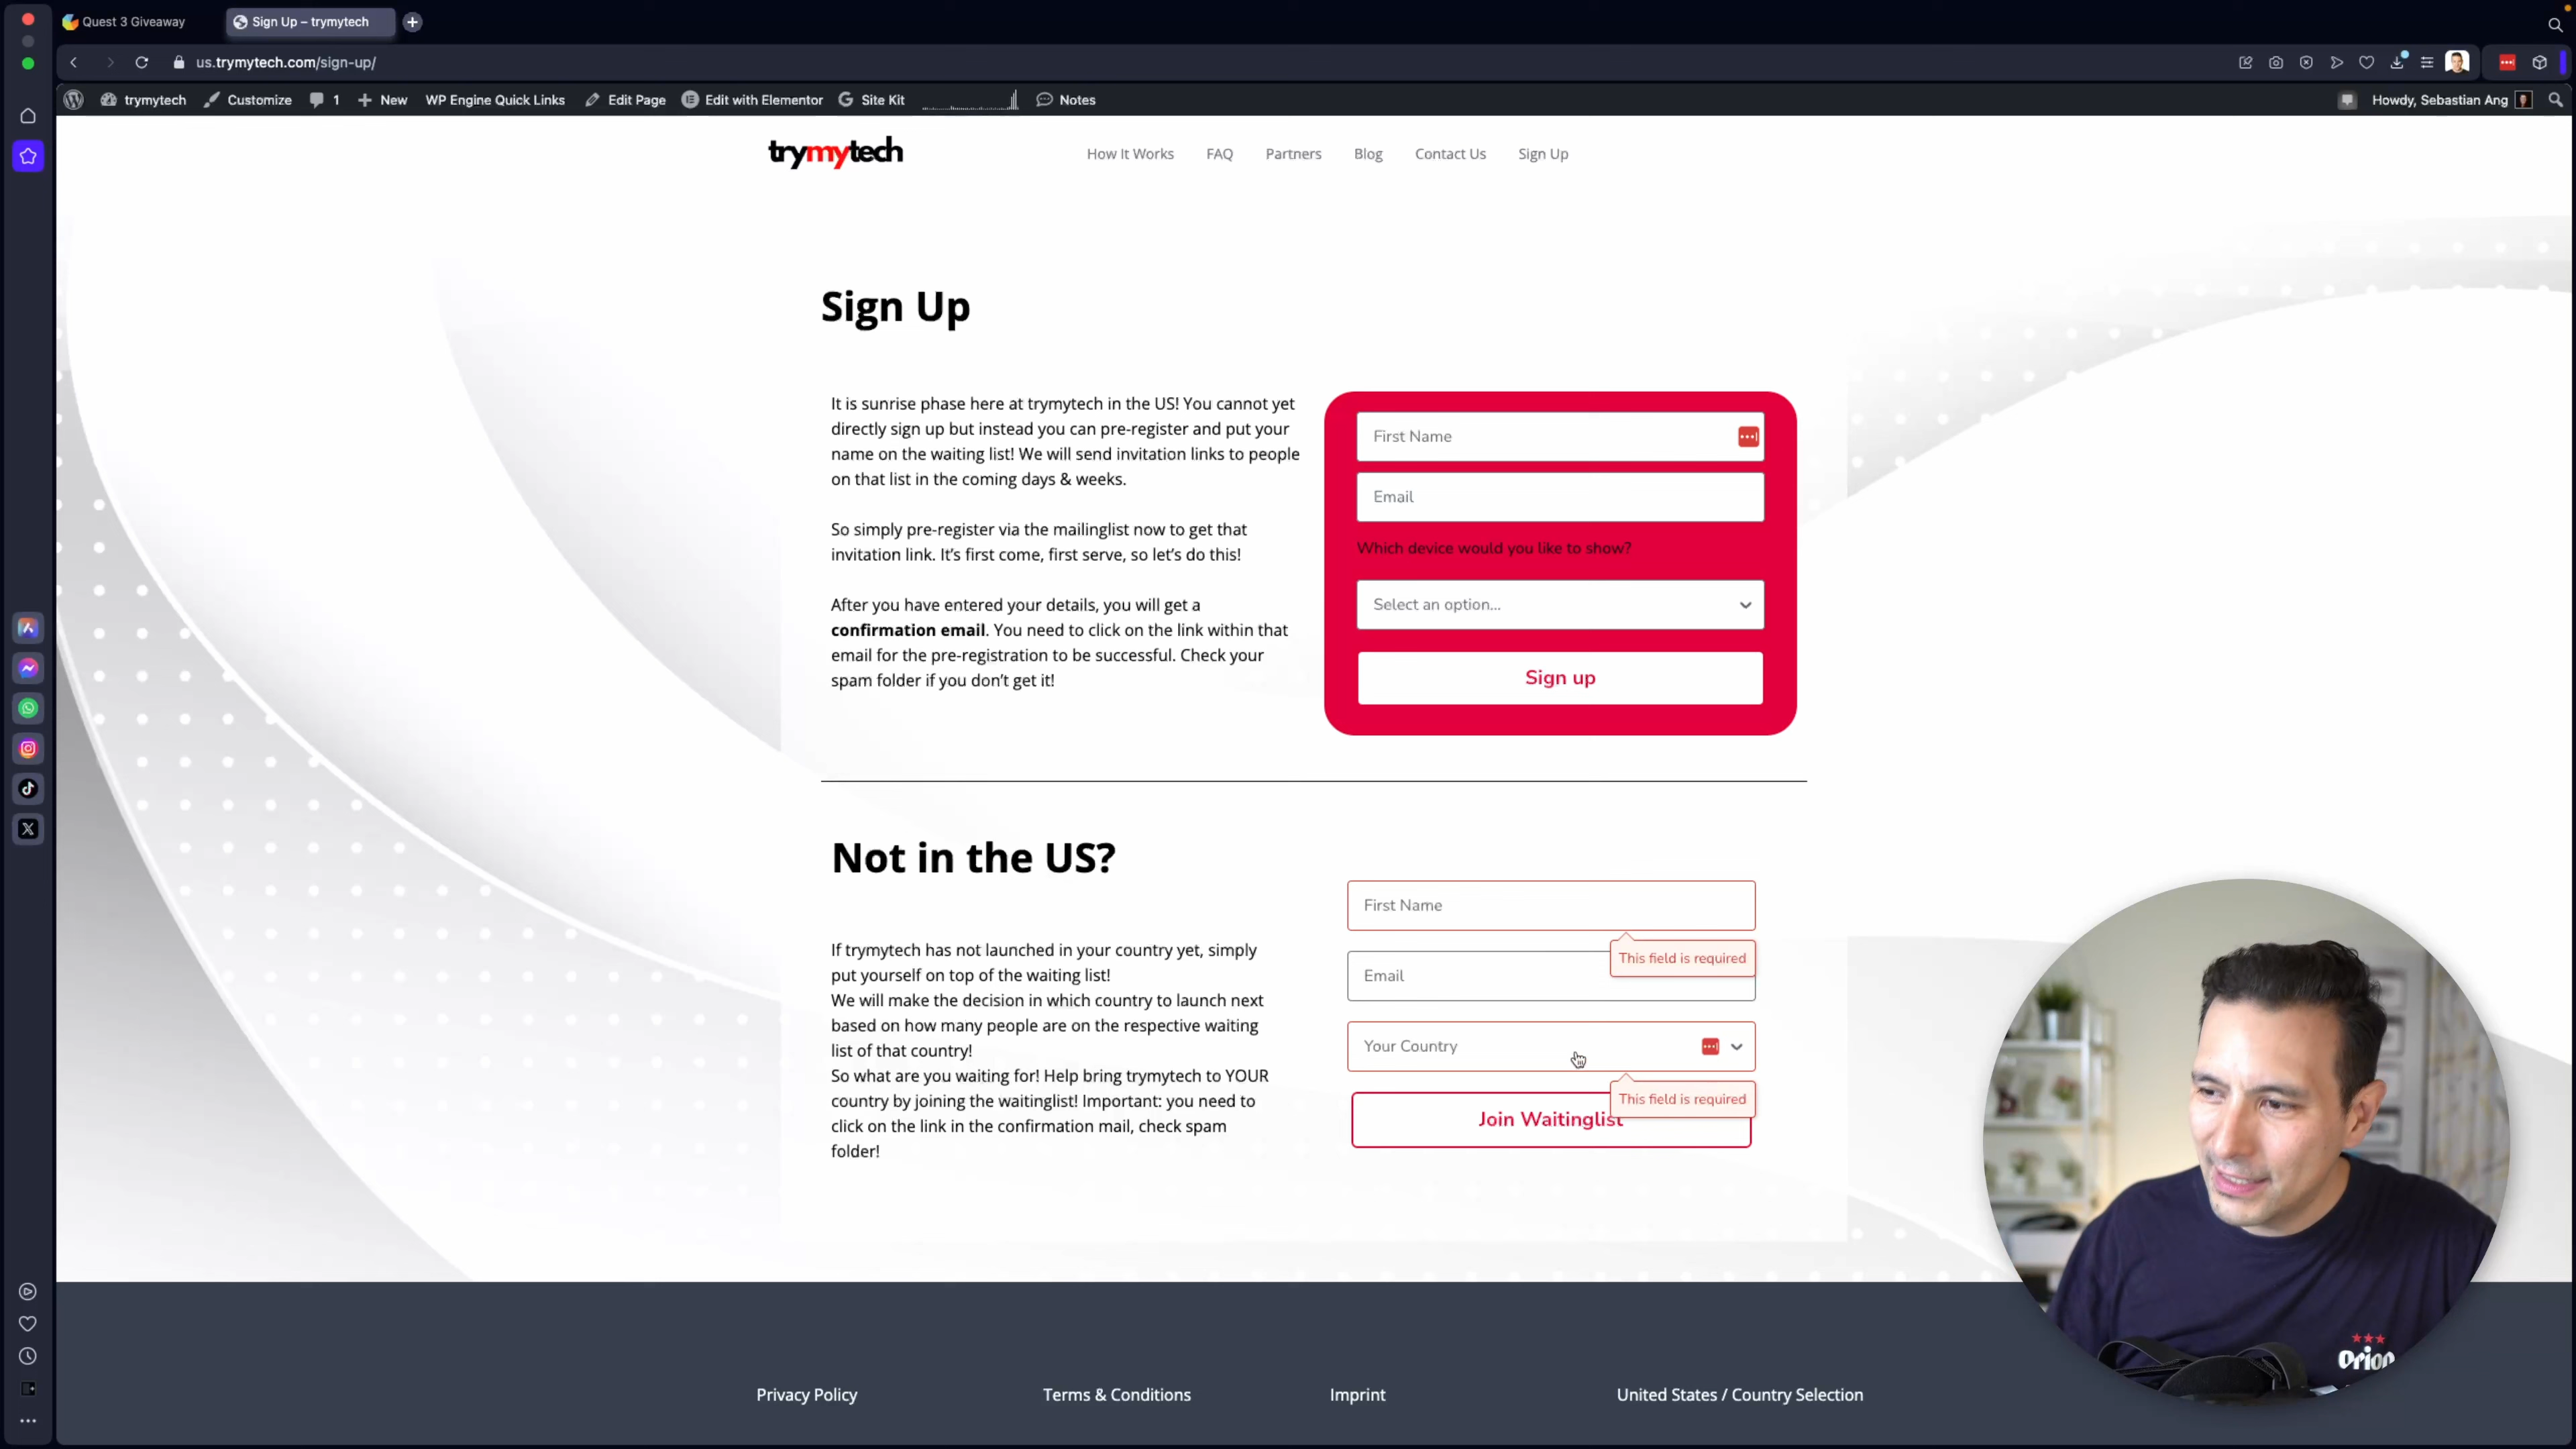 Quest 3 Giveaway
Sign Up – trymytech
us.trymytech.com/sign-up/
trymytech
Customize
1
New
WP Engine Quick Links
Edit Page
Edit with Elementor
Site Kit
Notes
Howdy, Sebastian Ang
trymytech
How It Works
FAQ
Partners
Blog
Contact Us
Sign Up
Sign Up
It is sunrise phase here at trymytech in the US! You cannot yet
directly sign up but instead you can pre-register and put your
name on the waiting list! We will send invitation links to people
on that list in the coming days & weeks.
So simply pre-register via the mailinglist now to get that
invitation link. It's first come, first serve, so let's do this!
After you have entered your details, you will get a
confirmation email. You need to click on the link within that
email for the pre-registration to be successful. Check your
spam folder if you don't get it!
First Name
Email
Which device would you like to show?
Select an option...
Sign up
Not in the US?
If trymytech has not launched in your country yet, simply
put yourself on top of the waiting list!
We will make the decision in which country to launch next
based on how many people are on the respective waiting
list of that country!
So what are you waiting for! Help bring trymytech to YOUR
country by joining the waitinglist! Important: you need to
click on the link in the confirmation mail, check spam
folder!
First Name
This field is required
Email
Your Country
This field is required
Join Waitinglist
Orion
Privacy Policy
Terms & Conditions
Imprint
United States / Country Selection